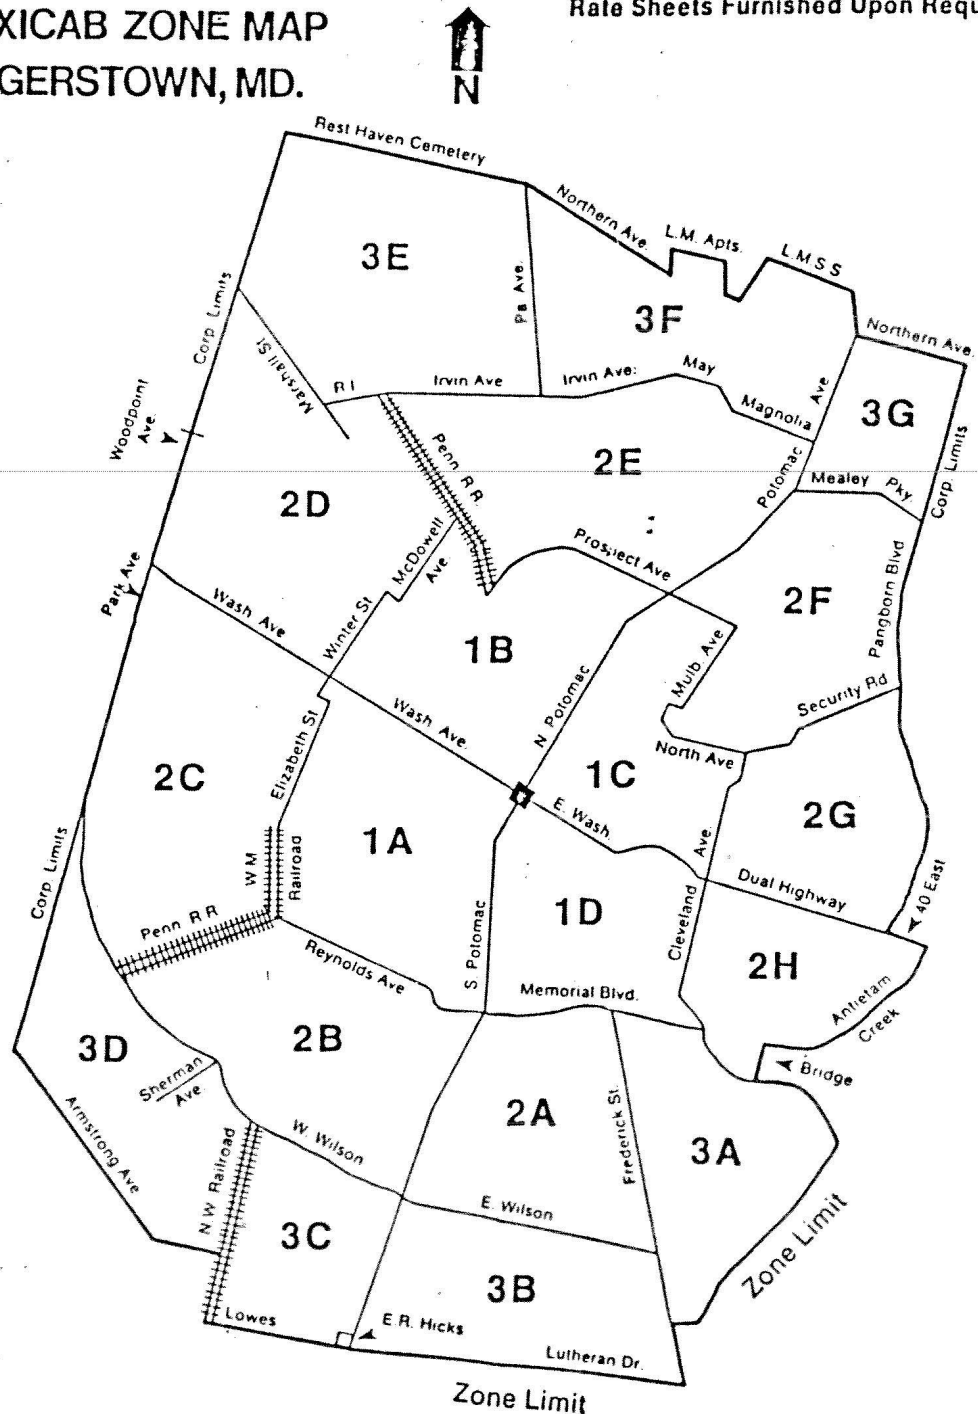 XICAB ZONE MAP
GERSTOWN, MD.
N
Rate Sheets Furnished Upon Requ
Rest Haven Cemetery
Northern Ave.
L.M. Apts.
L.M.S S
Northern Ave.
3E
3F
3G
Corp. Limits
Marshall St
Pa Ave.
R I
Irvin Ave
Irvin Ave:
May
Magnolia
Potomac Ave
Mealey Pky.
Corp. Limits
Woodpoint
Ave.
Penn R R.
2E
2D
McDowell
Ave.
Prospect Ave
2F
Pangborn Blvd
Park Ave
Wash Ave
Winter St
1B
Mulb. Ave
Security Rd
N Potomac
Wash Ave.
North Ave
Elizabeth St
2C
1C
2G
E. Wash.
1A
W M
Railroad
Corp. Limits
Cleveland Ave.
Dual Highway
40 East
Penn R R
1D
S. Potomac
Reynolds Ave
2H
Memorial Blvd.
Antietam
Creek
3D
2B
Bridge
Sherman
Ave.
Armstrong Ave
2A
Frederick St.
3A
W. Wilson
N W Railroad
E. Wilson
3C
3B
Zone Limit
Lowes
E.R. Hicks
Lutheran Dr.
Zone Limit